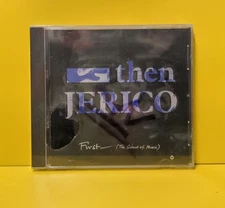 then
JERICO
First (The Sound of Music)